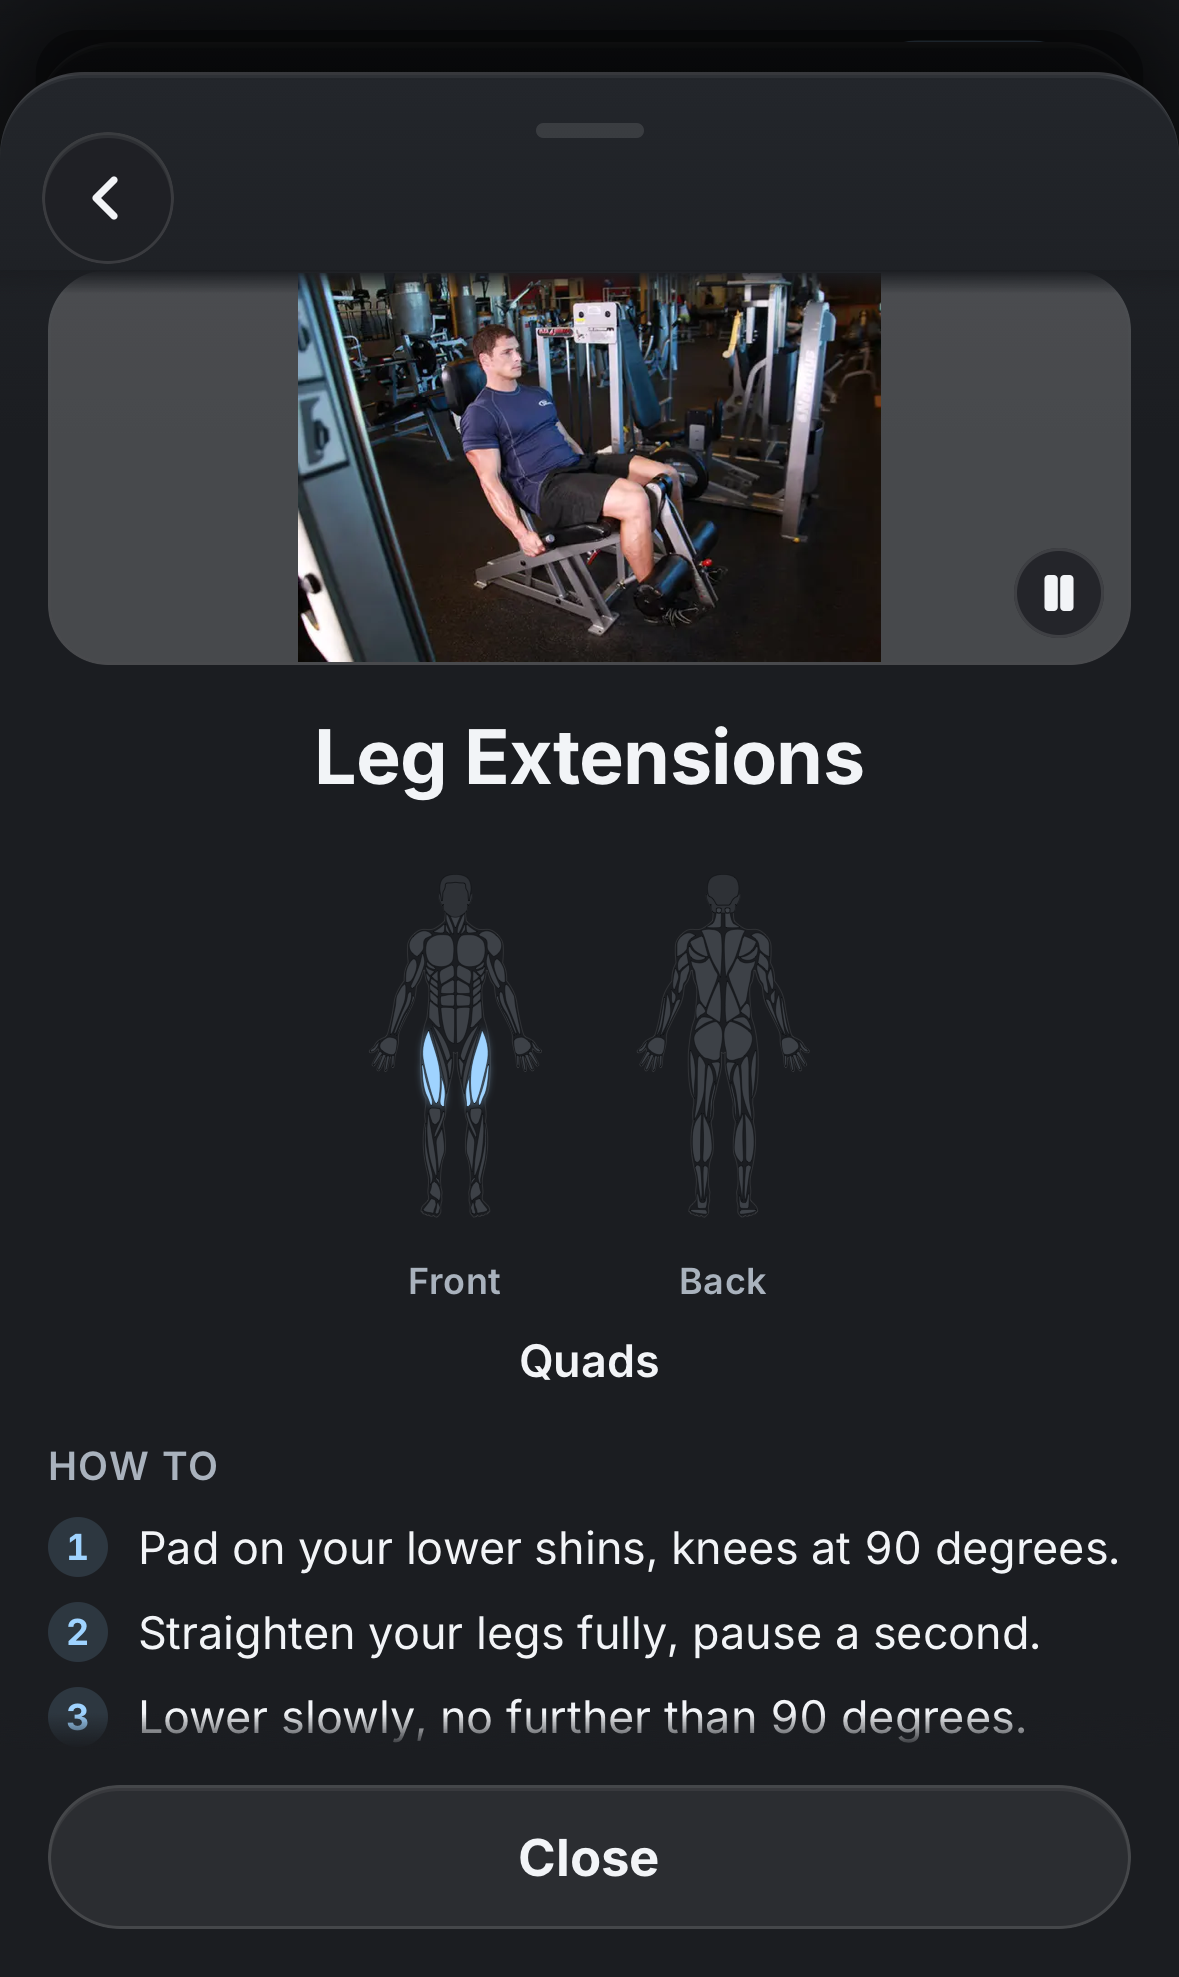 Leg Extensions
Front Back
Quads
HOW TO
1 Pad on your lower shins, knees at 90 degrees.
2 Straighten your legs fully, pause a second.
3 Lower slowly, no further than 90 degrees.
Close